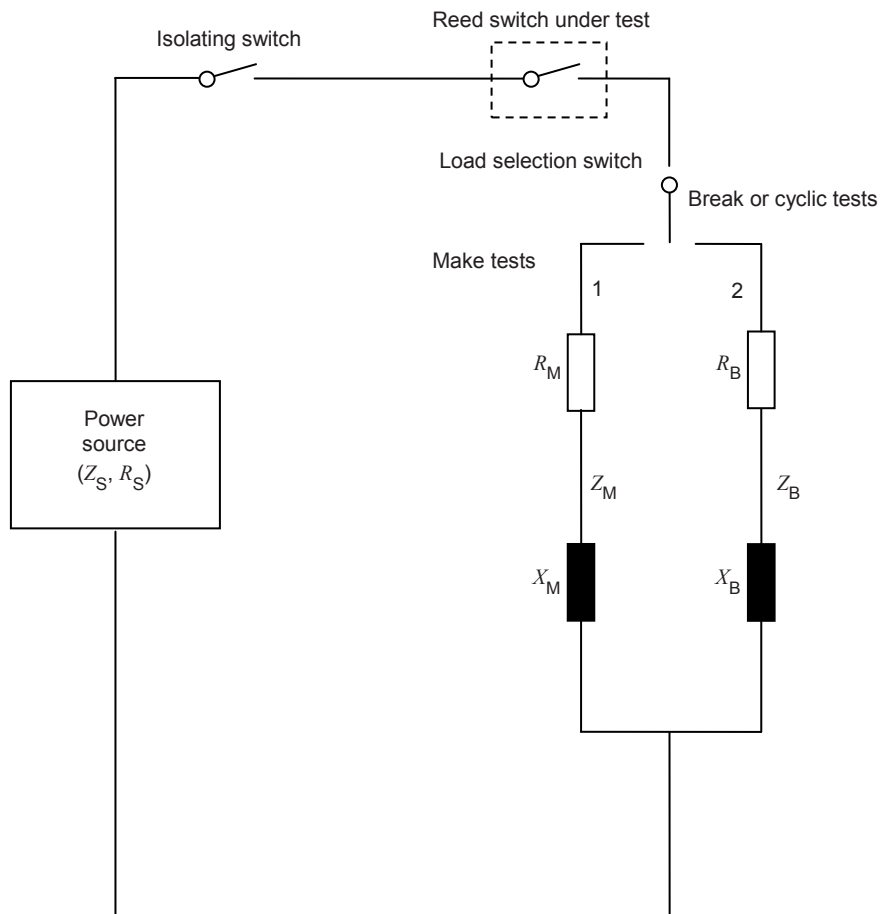 Reed switch under test
Isolating switch
Load selection switch
Break or cyclic tests
Make tests
1
2
R_M
R_B
Power
source
(Z_S, R_S)
Z_M
Z_B
X_M
X_B